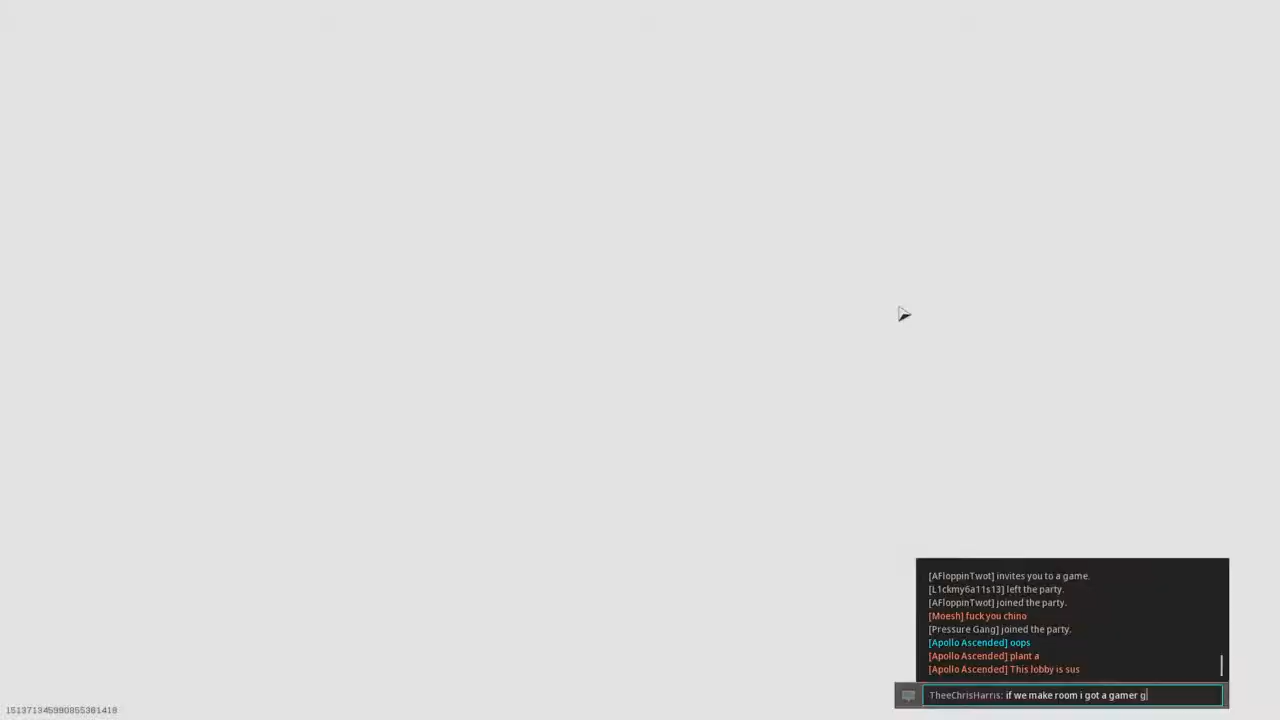 [AFloppinTwot] invites you to a game.
[L1ckmy6a11s13] left the party.
[AFloppinTwot] joined the party.
[Moesh] fuck you chino
[Pressure Gang] joined the party.
[Apollo Ascended] oops
[Apollo Ascended] plant a
[Apollo Ascended] This lobby is sus
TheeChrisHarris: if we make room i got a gamer g